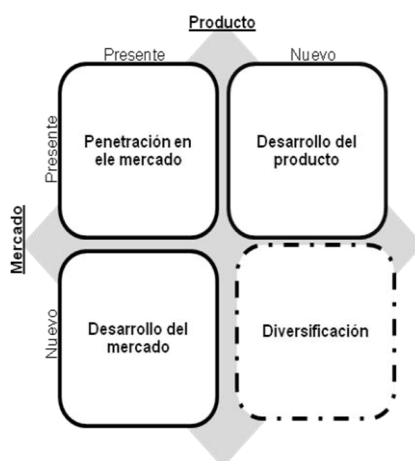 Producto
Presente
Nuevo
Mercado
Presente
Penetración en
ele mercado
Desarrollo del
producto
Nuevo
Desarrollo del
mercado
Diversificación